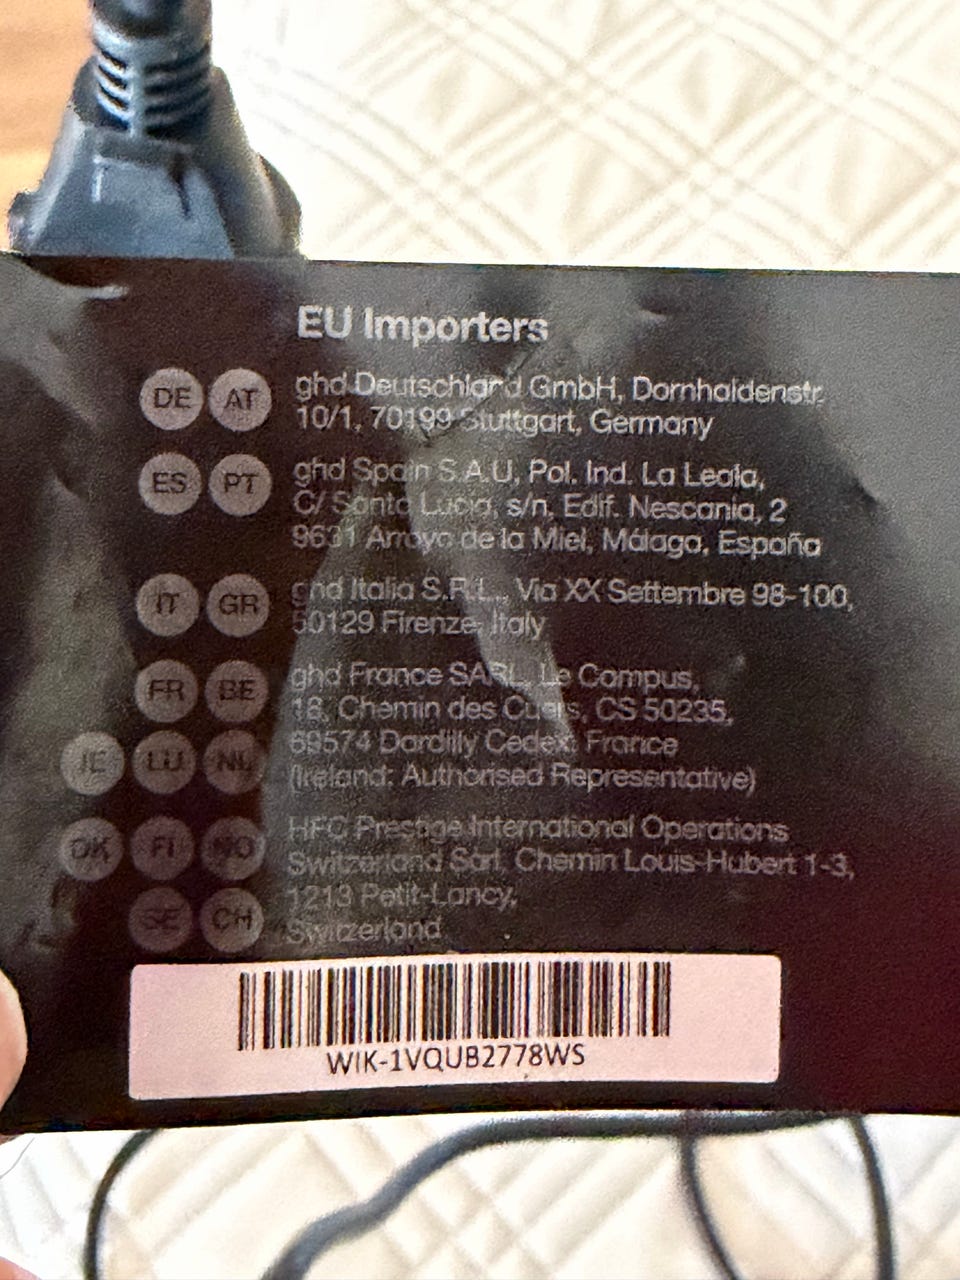 EU Importers
DE AT ghd Deutschland GmbH, Dornhaldenstr.
10/1, 70199 Stuttgart, Germany
ES PT ghd Spain S.A.U, Pol. Ind. La Leala,
C/ Santa Lucia, s/n. Edif. Nescania, 2
9631 Arroyo de la Miel, Málaga, España
IT GR ghd Italia S.R.L., Via XX Settembre 98-100,
50129 Firenze, Italy
FR BE ghd France SARL, Le Campus,
18, Chemin des Cuers, CS 50235,
IE LU NL 69574 Dardilly Cedex, France
(Ireland: Authorised Representative)
DK FI NO HFC Prestige International Operations
Switzerland Sàrl, Chemin Louis-Hubert 1-3,
SE CH 1213 Petit-Lancy,
Switzerland
WIK-1VQUB2778WS